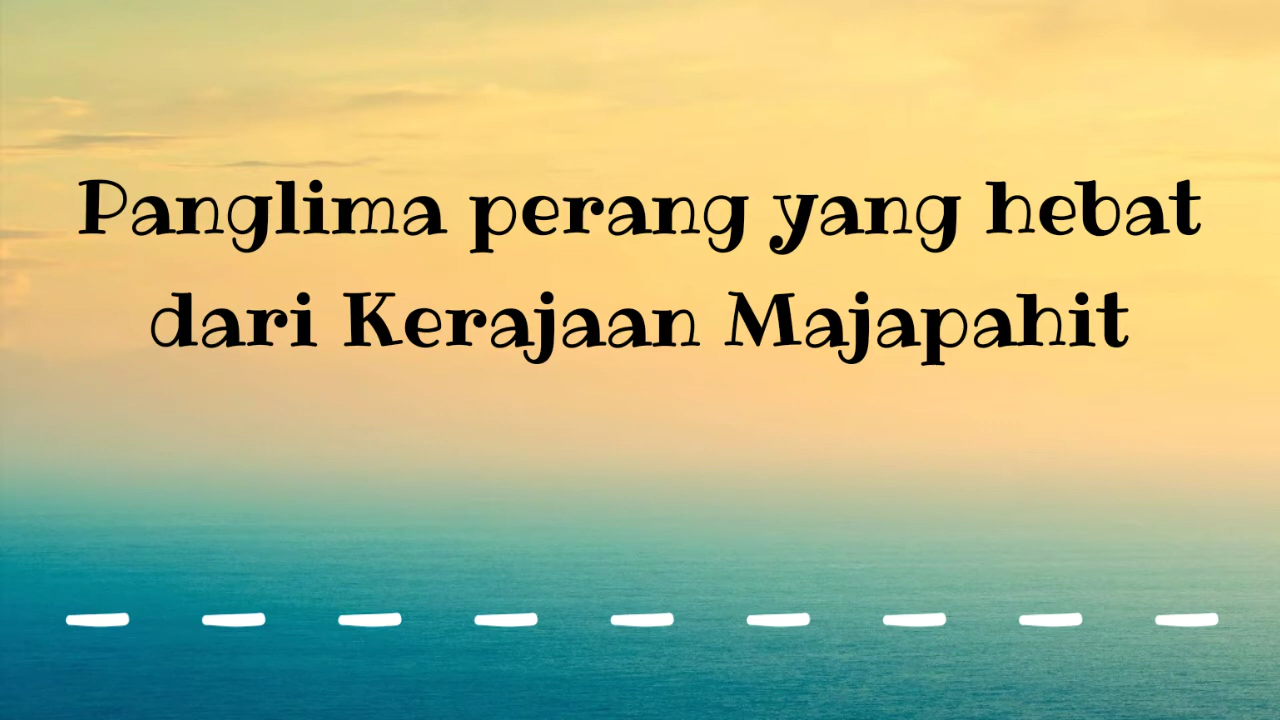 Panglima perang yang hebat
dari Kerajaan Majapahit
_ _ _ _ _ _ _ _ _